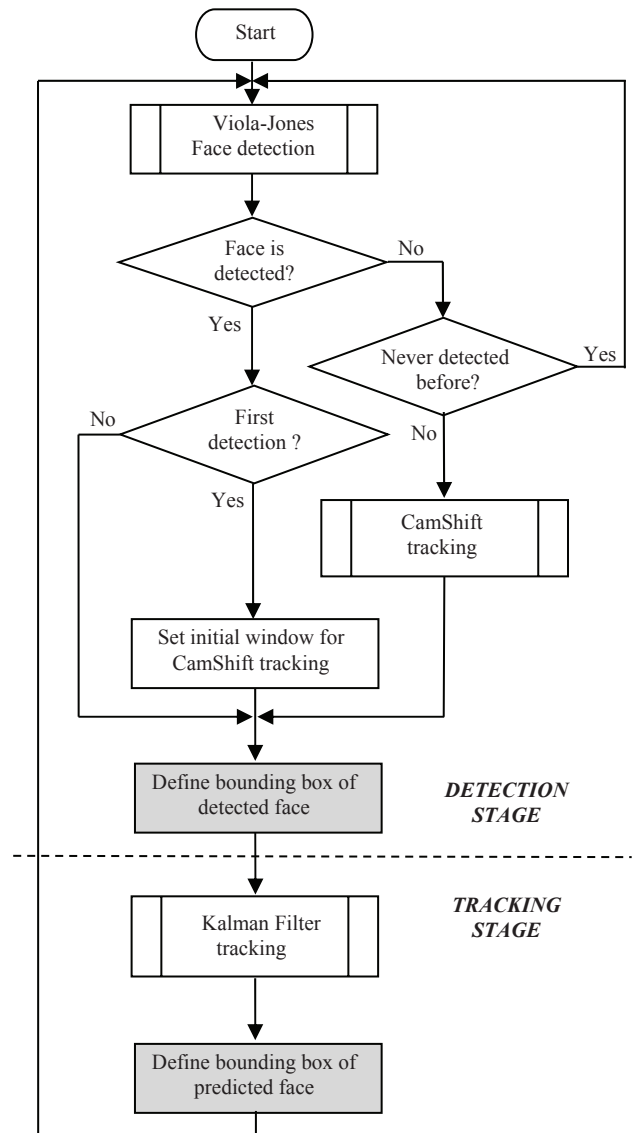 Start
Viola-Jones
Face detection
Face is
detected?
No
Yes
Never detected
before?
Yes
No
First
detection ?
No
Yes
CamShift
tracking
Set initial window for
CamShift tracking
Define bounding box of
detected face
DETECTION
STAGE
TRACKING
STAGE
Kalman Filter
tracking
Define bounding box of
predicted face